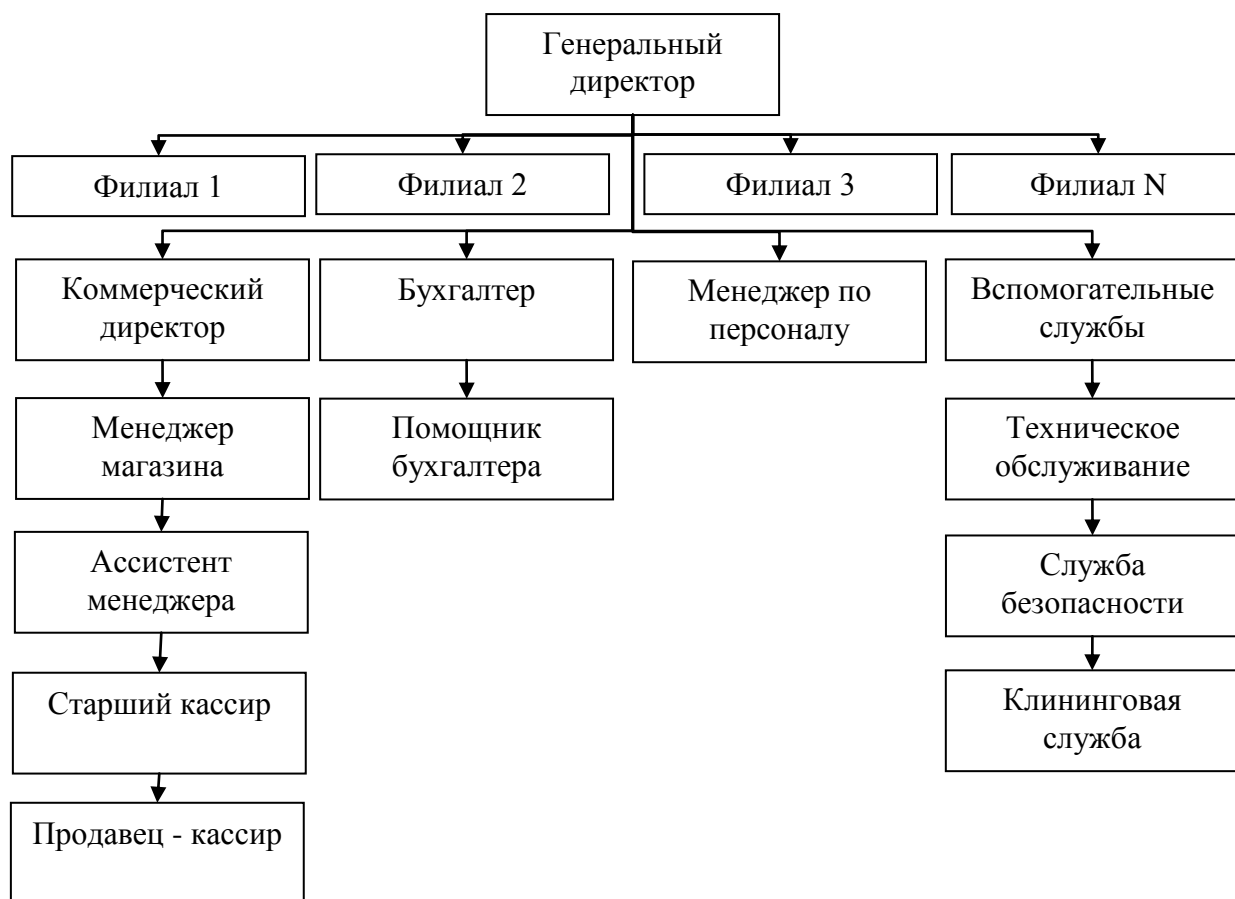 Генеральный
директор
Филиал 1
Филиал 2
Филиал 3
Филиал N
Коммерческий
директор
Бухгалтер
Менеджер по
персоналу
Вспомогательные
службы
Менеджер
магазина
Помощник
бухгалтера
Техническое
обслуживание
Ассистент
менеджера
Служба
безопасности
Старший кассир
Клининговая
служба
Продавец - кассир